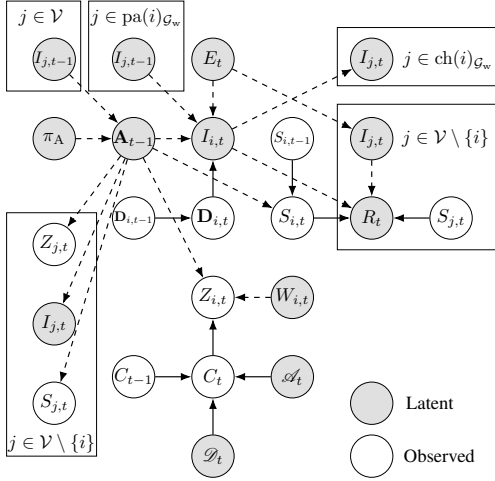 j ∈ 𝒱
j ∈ pa(i)_{𝒢_w}
I_{j,t−1}
I_{j,t−1}
E_t
I_{j,t}
j ∈ ch(i)_{𝒢_w}
π_A
𝐀_{t−1}
I_{i,t}
S_{i,t−1}
I_{j,t}
j ∈ 𝒱 \ {i}
𝐃_{i,t−1}
𝐃_{i,t}
S_{i,t}
R_t
S_{j,t}
Z_{j,t}
I_{j,t}
S_{j,t}
j ∈ 𝒱 \ {i}
Z_{i,t}
W_{i,t}
C_{t−1}
C_t
𝒜_t
𝒟_t
Latent
Observed